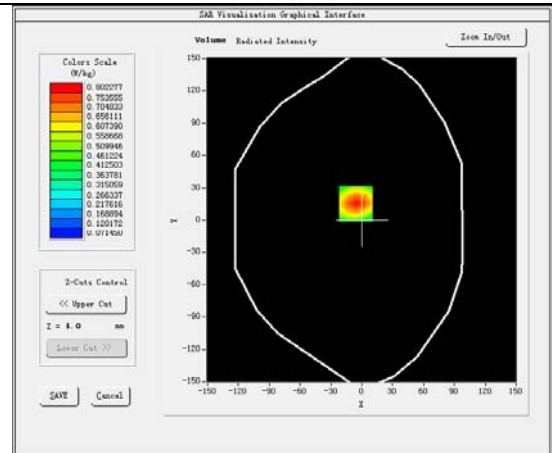 SAR Visualisation Graphical Interface
Volume Radiated Intensity
Zoom In/Out
Colors Scale
(W/kg)
0.802277
0.753555
0.704833
0.656111
0.607390
0.558668
0.509946
0.461224
0.412503
0.363781
0.315059
0.266337
0.217616
0.168894
0.120172
0.071450
150
120
90
60
30
0
-30
-60
-90
-120
-150
Y
-150 -120 -90 -60 -30 0 30 60 90 120 150
X
Z-Cuts Control
<< Upper Cut
Z = 4.0 mm
Lower Cut >>
SAVE Cancel